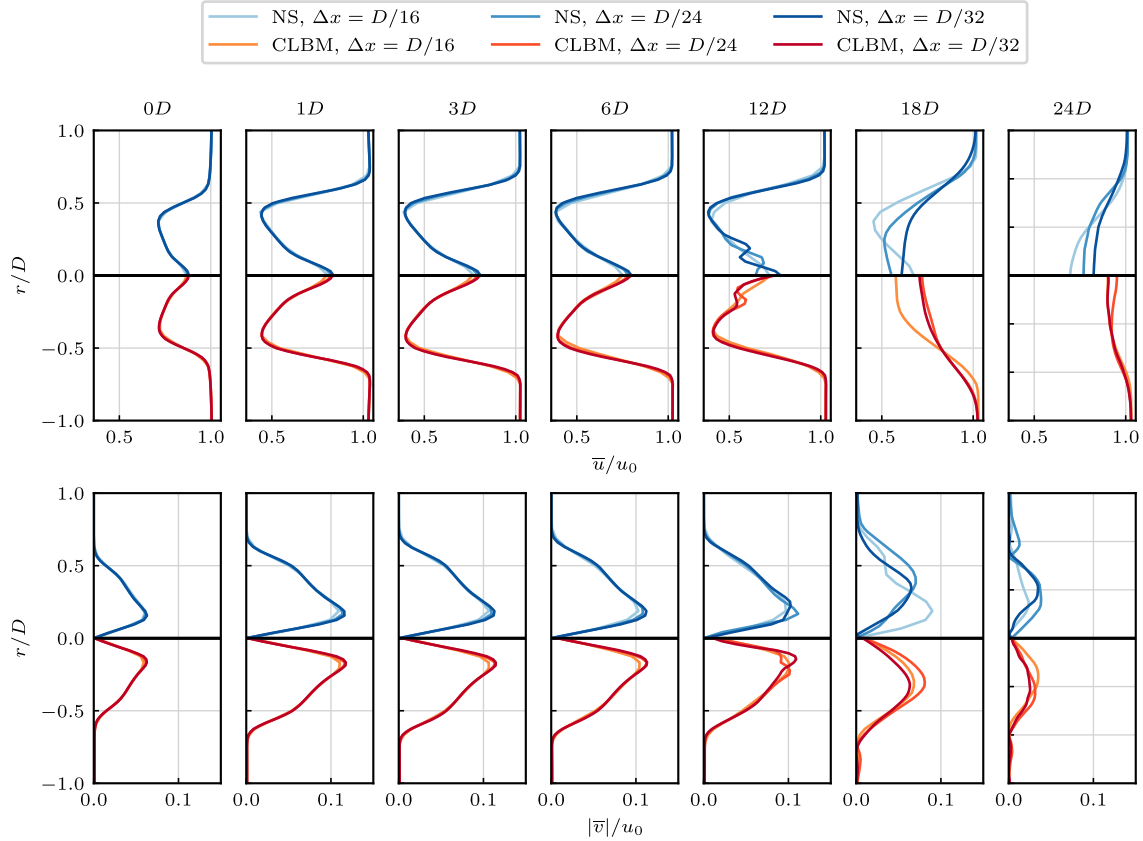 NS, Δx = D/16 NS, Δx = D/24 NS, Δx = D/32
CLBM, Δx = D/16 CLBM, Δx = D/24 CLBM, Δx = D/32
0D 1D 3D 6D 12D 18D 24D
1.0
0.5
0.0
−0.5
−1.0
r/D
0.5 1.0 0.5 1.0 0.5 1.0 0.5 1.0 0.5 1.0 0.5 1.0 0.5 1.0
u̅/u₀
1.0
0.5
0.0
−0.5
−1.0
r/D
0.0 0.1 0.0 0.1 0.0 0.1 0.0 0.1 0.0 0.1 0.0 0.1 0.0 0.1
|v̅|/u₀